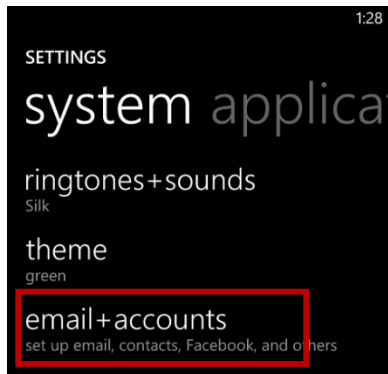 1:28
SETTINGS
system applica
ringtones+sounds
Silk
theme
green
email+accounts
set up email, contacts, Facebook, and others